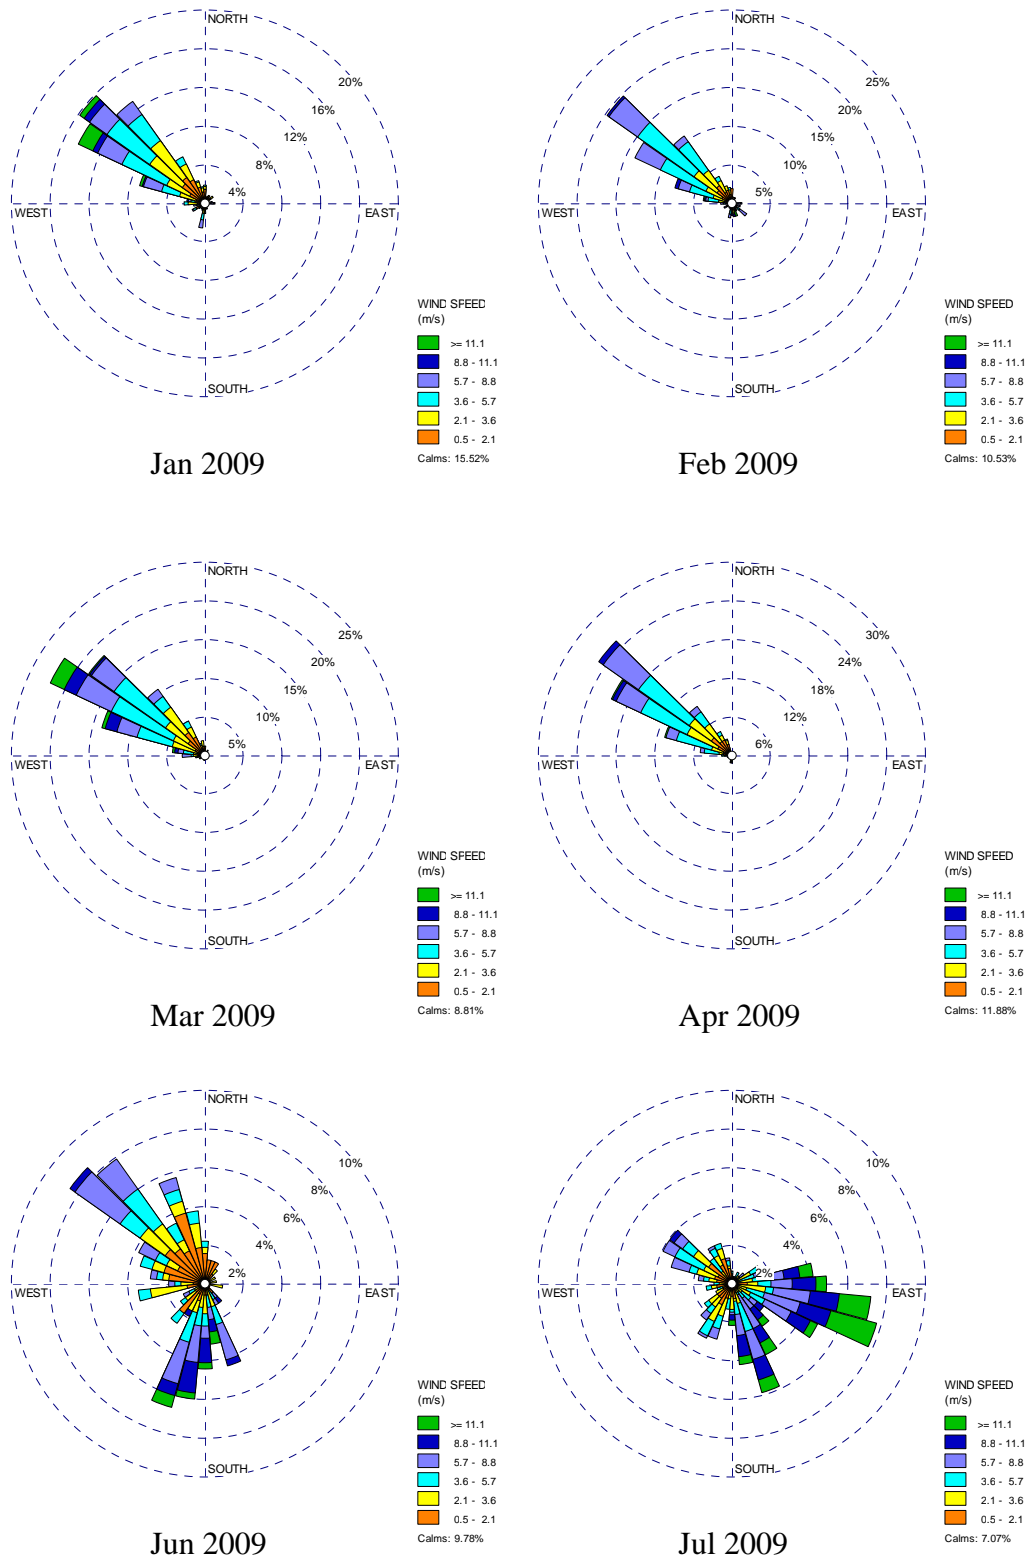 NORTH
20%
16%
12%
8%
4%
WEST
EAST
SOUTH
WIND SPEED
(m/s)
>= 11.1
8.8 - 11.1
5.7 - 8.8
3.6 - 5.7
2.1 - 3.6
0.5 - 2.1
Calms: 15.52%
Jan 2009
NORTH
25%
20%
15%
10%
5%
WEST
EAST
SOUTH
WIND SPEED
(m/s)
>= 11.1
8.8 - 11.1
5.7 - 8.8
3.6 - 5.7
2.1 - 3.6
0.5 - 2.1
Calms: 10.53%
Feb 2009
NORTH
25%
20%
15%
10%
5%
WEST
EAST
SOUTH
WIND SPEED
(m/s)
>= 11.1
8.8 - 11.1
5.7 - 8.8
3.6 - 5.7
2.1 - 3.6
0.5 - 2.1
Calms: 8.81%
Mar 2009
NORTH
30%
24%
18%
12%
6%
WEST
EAST
SOUTH
WIND SPEED
(m/s)
>= 11.1
8.8 - 11.1
5.7 - 8.8
3.6 - 5.7
2.1 - 3.6
0.5 - 2.1
Calms: 11.88%
Apr 2009
NORTH
10%
8%
6%
4%
2%
WEST
EAST
SOUTH
WIND SPEED
(m/s)
>= 11.1
8.8 - 11.1
5.7 - 8.8
3.6 - 5.7
2.1 - 3.6
0.5 - 2.1
Calms: 9.78%
Jun 2009
NORTH
10%
8%
6%
4%
2%
WEST
EAST
SOUTH
WIND SPEED
(m/s)
>= 11.1
8.8 - 11.1
5.7 - 8.8
3.6 - 5.7
2.1 - 3.6
0.5 - 2.1
Calms: 7.07%
Jul 2009